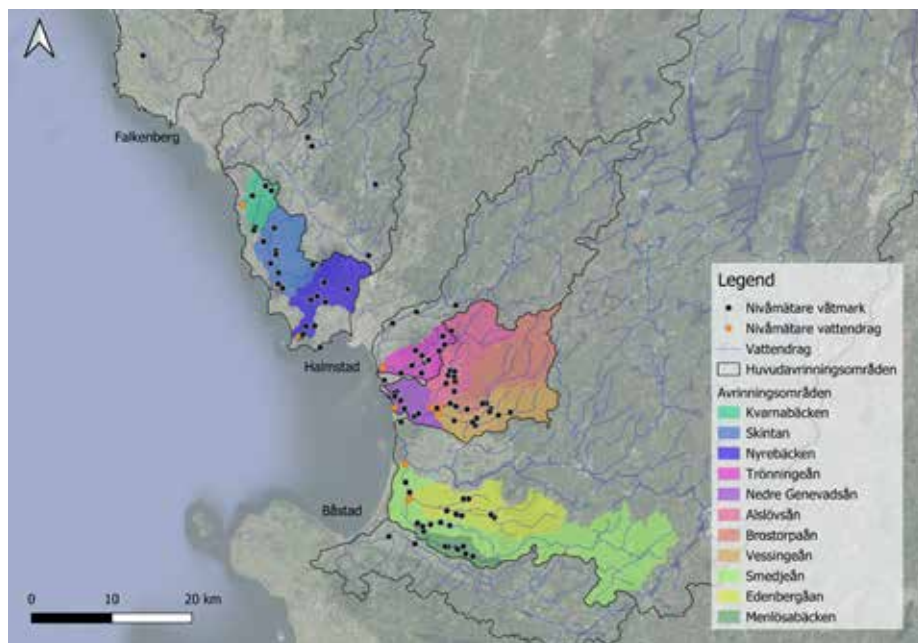 Falkenberg
Halmstad
Båstad
Legend
Nivåmätare våtmark
Nivåmätare vattendrag
Vattendrag
Huvudavrinningsområden
Avrinningsområden
Kvarnabäcken
Skintan
Nyrebäcken
Trönningeån
Nedre Genevadsån
Alslövsån
Brostorpaån
Vessingeån
Smedjeån
Edenbergåan
Menlösabäcken
0 10 20 km